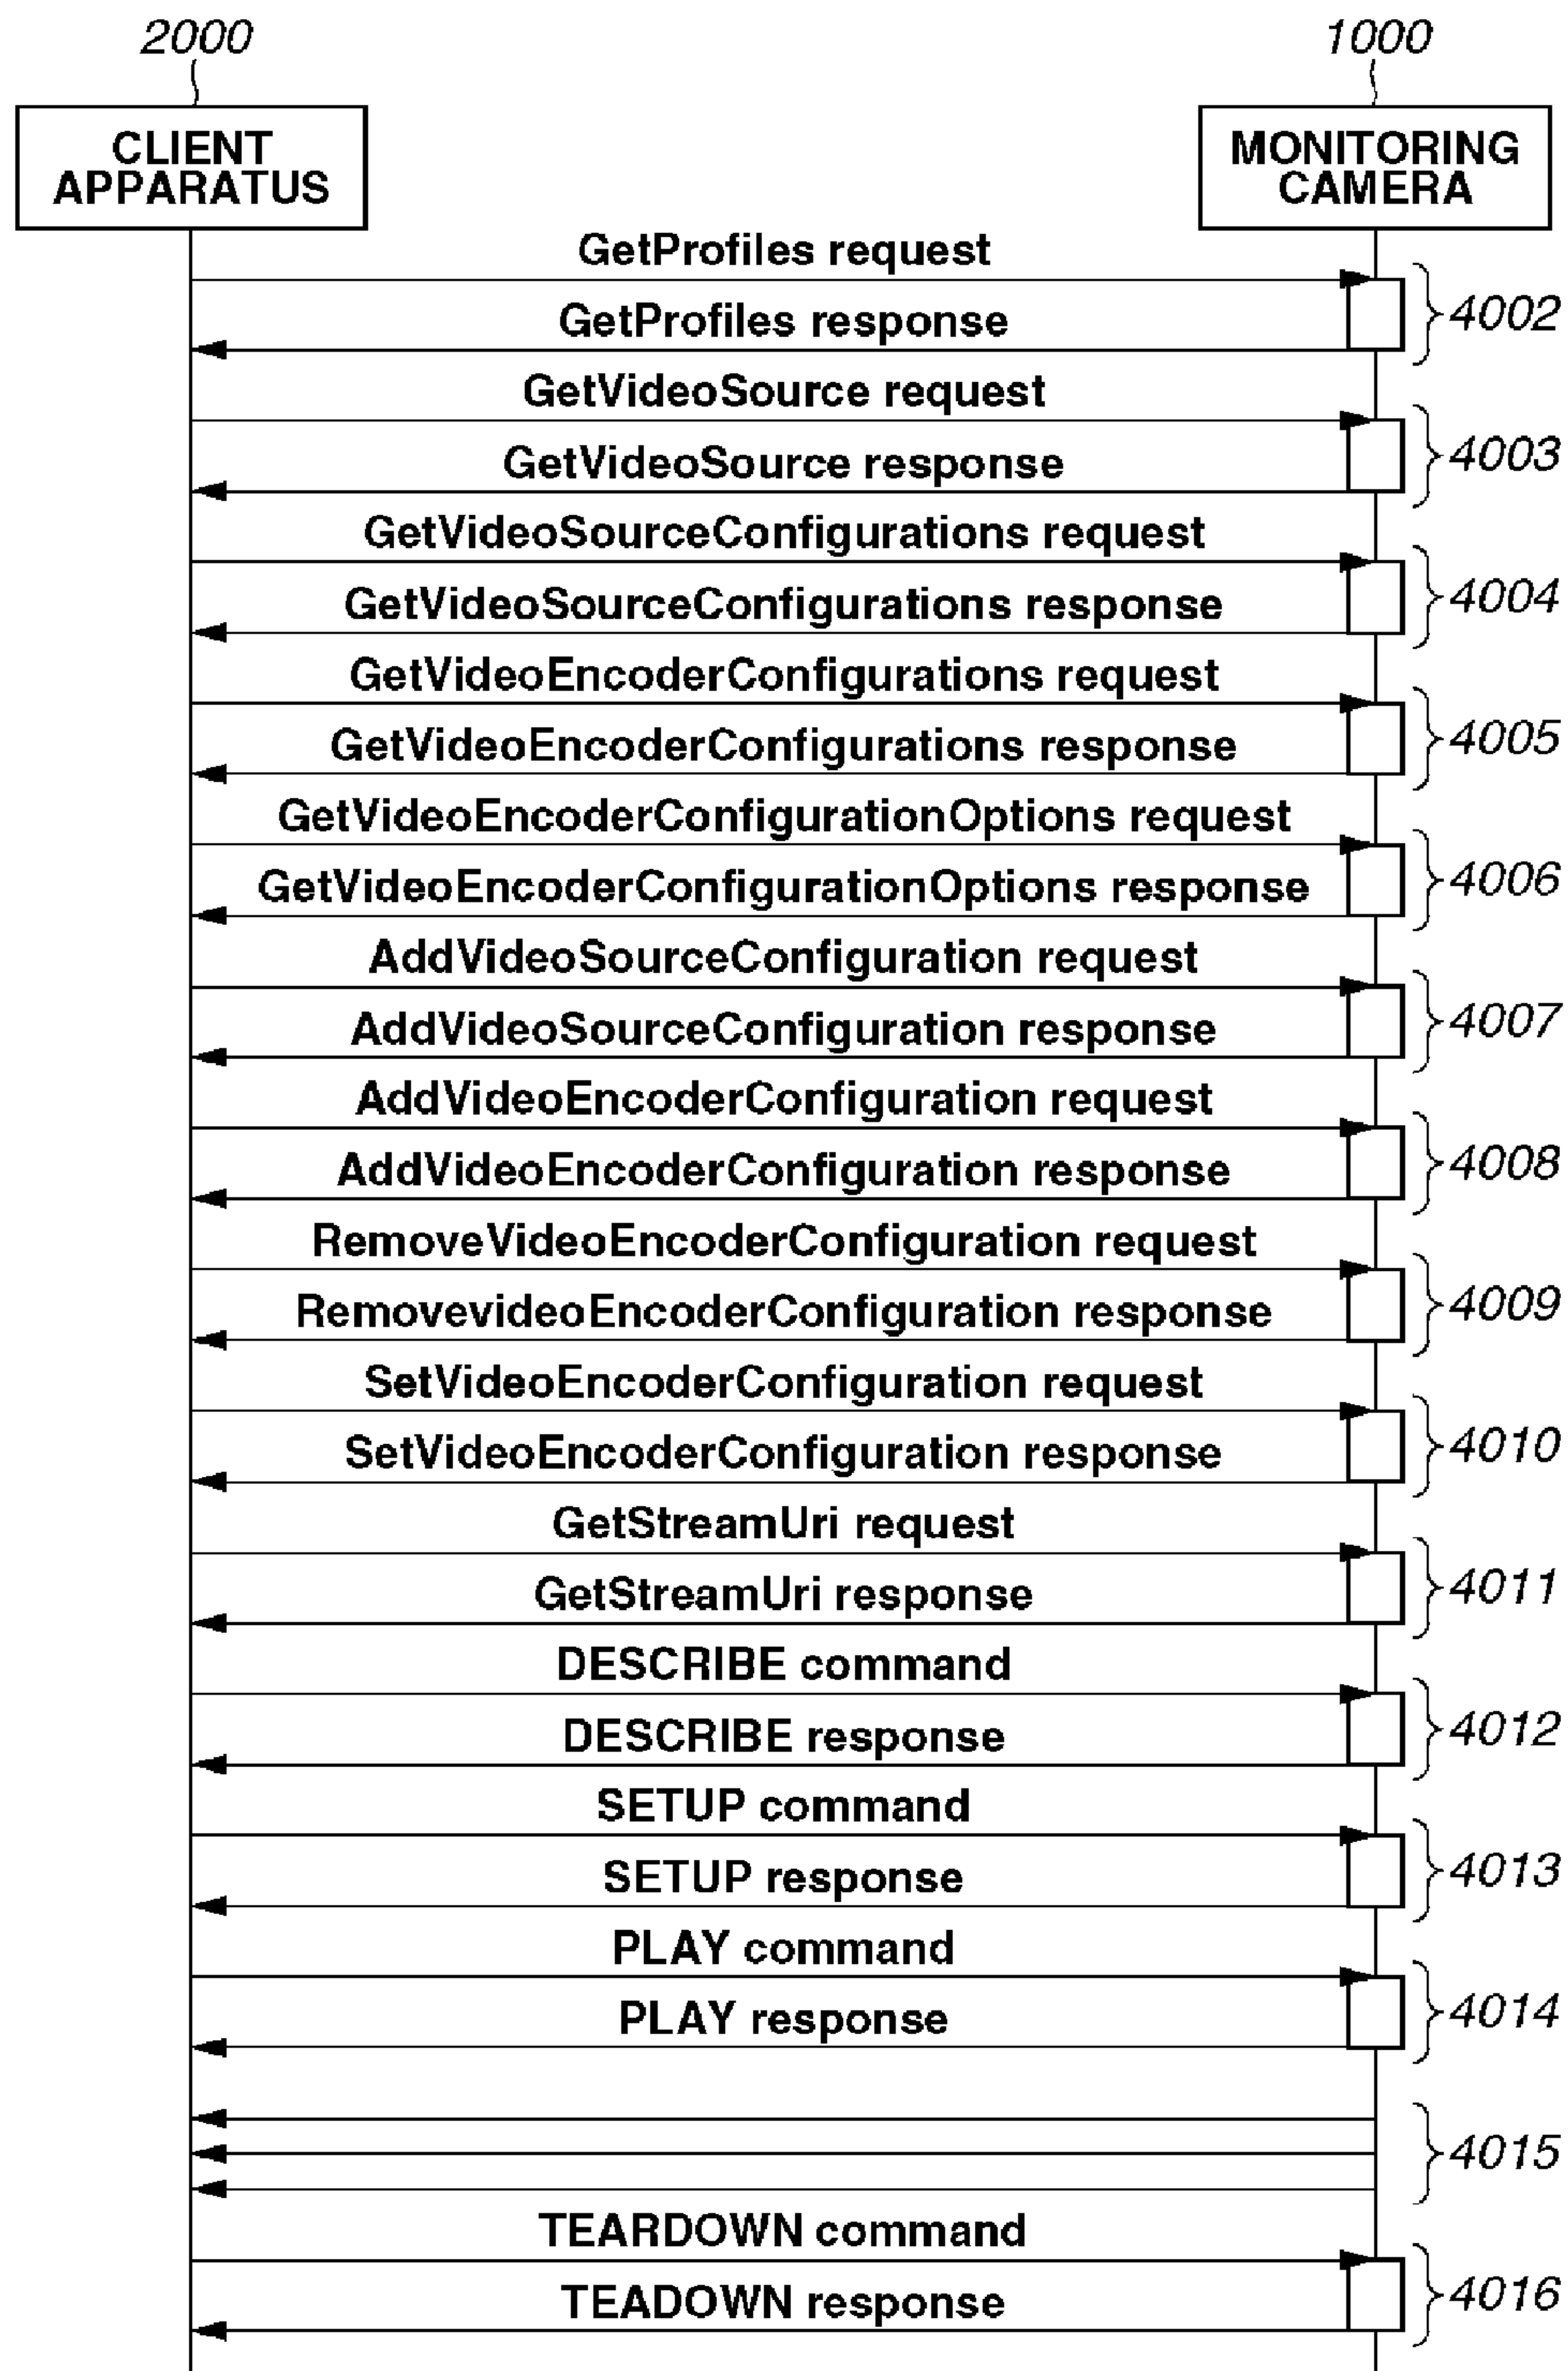 2000
1000
CLIENT
APPARATUS
MONITORING
CAMERA
GetProfiles request
GetProfiles response
4002
GetVideoSource request
GetVideoSource response
4003
GetVideoSourceConfigurations request
GetVideoSourceConfigurations response
4004
GetVideoEncoderConfigurations request
GetVideoEncoderConfigurations response
4005
GetVideoEncoderConfigurationOptions request
GetVideoEncoderConfigurationOptions response
4006
AddVideoSourceConfiguration request
AddVideoSourceConfiguration response
4007
AddVideoEncoderConfiguration request
AddVideoEncoderConfiguration response
4008
RemoveVideoEncoderConfiguration request
RemovevideoEncoderConfiguration response
4009
SetVideoEncoderConfiguration request
SetVideoEncoderConfiguration response
4010
GetStreamUri request
GetStreamUri response
4011
DESCRIBE command
DESCRIBE response
4012
SETUP command
SETUP response
4013
PLAY command
PLAY response
4014
4015
TEARDOWN command
TEADOWN response
4016